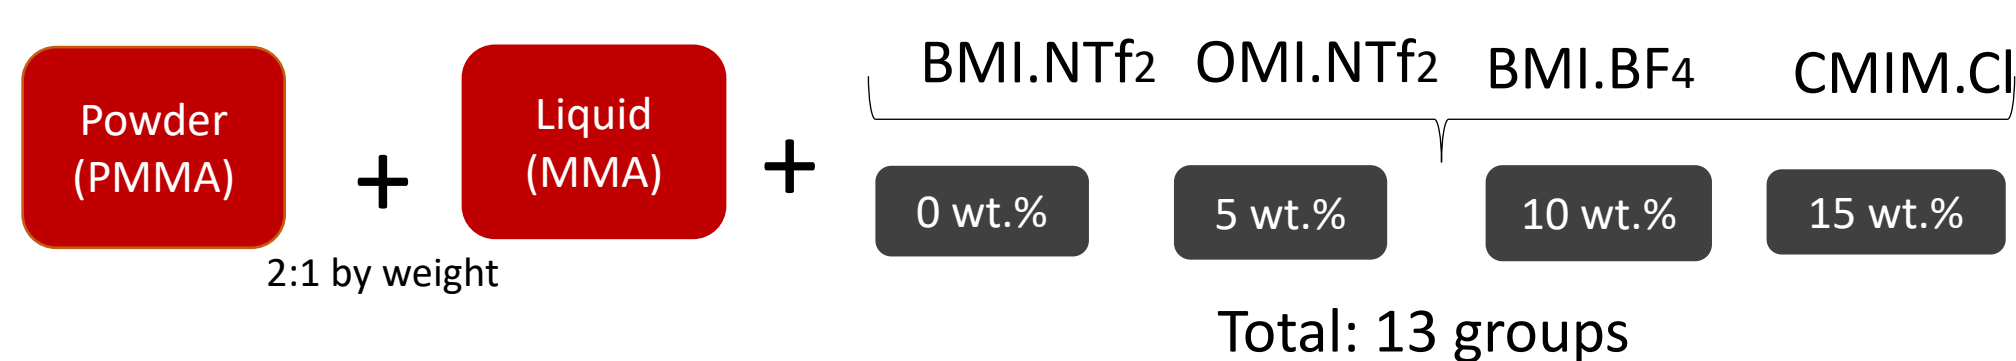 Powder
(PMMA)
+
Liquid
(MMA)
2:1 by weight
+
BMI.NTf2 OMI.NTf2 BMI.BF4 CMIM.Cl
0 wt.% 5 wt.% 10 wt.% 15 wt.%
Total: 13 groups